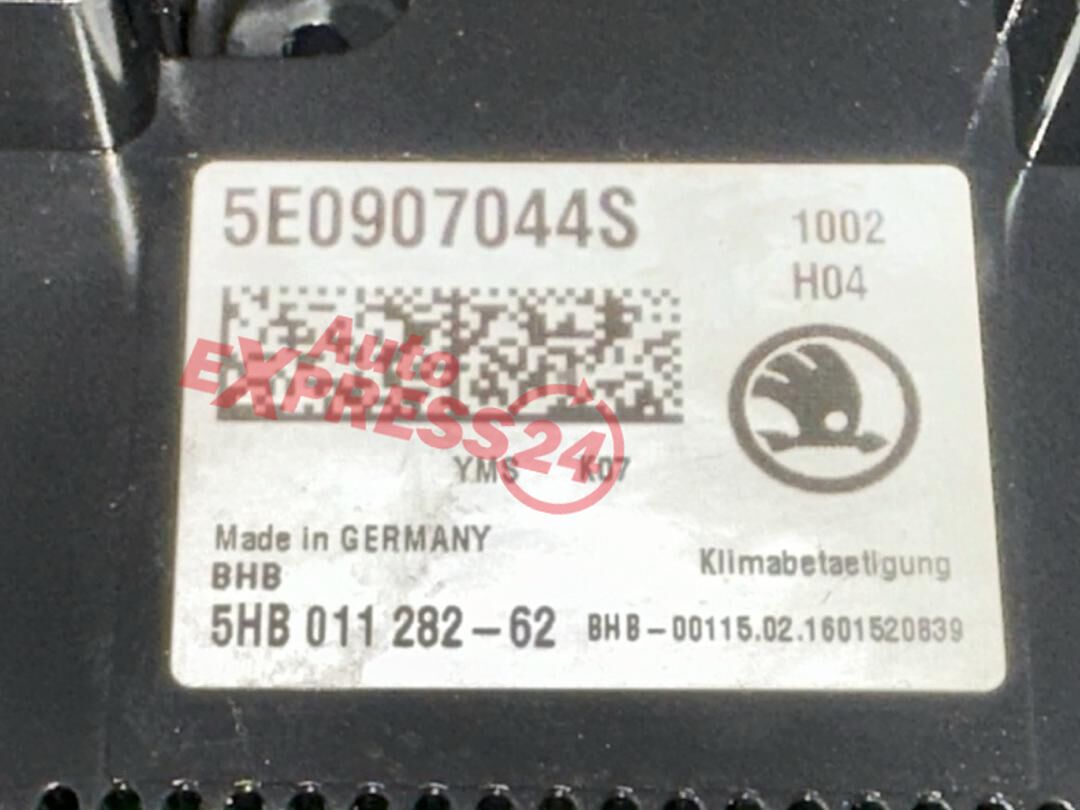 5E0907044S
1002
H04
Auto
EXPRESS24
YMS K07
Made in GERMANY
BHB
Klimabetaetigung
5HB 011 282-62
BHB-00115.02.1601520839